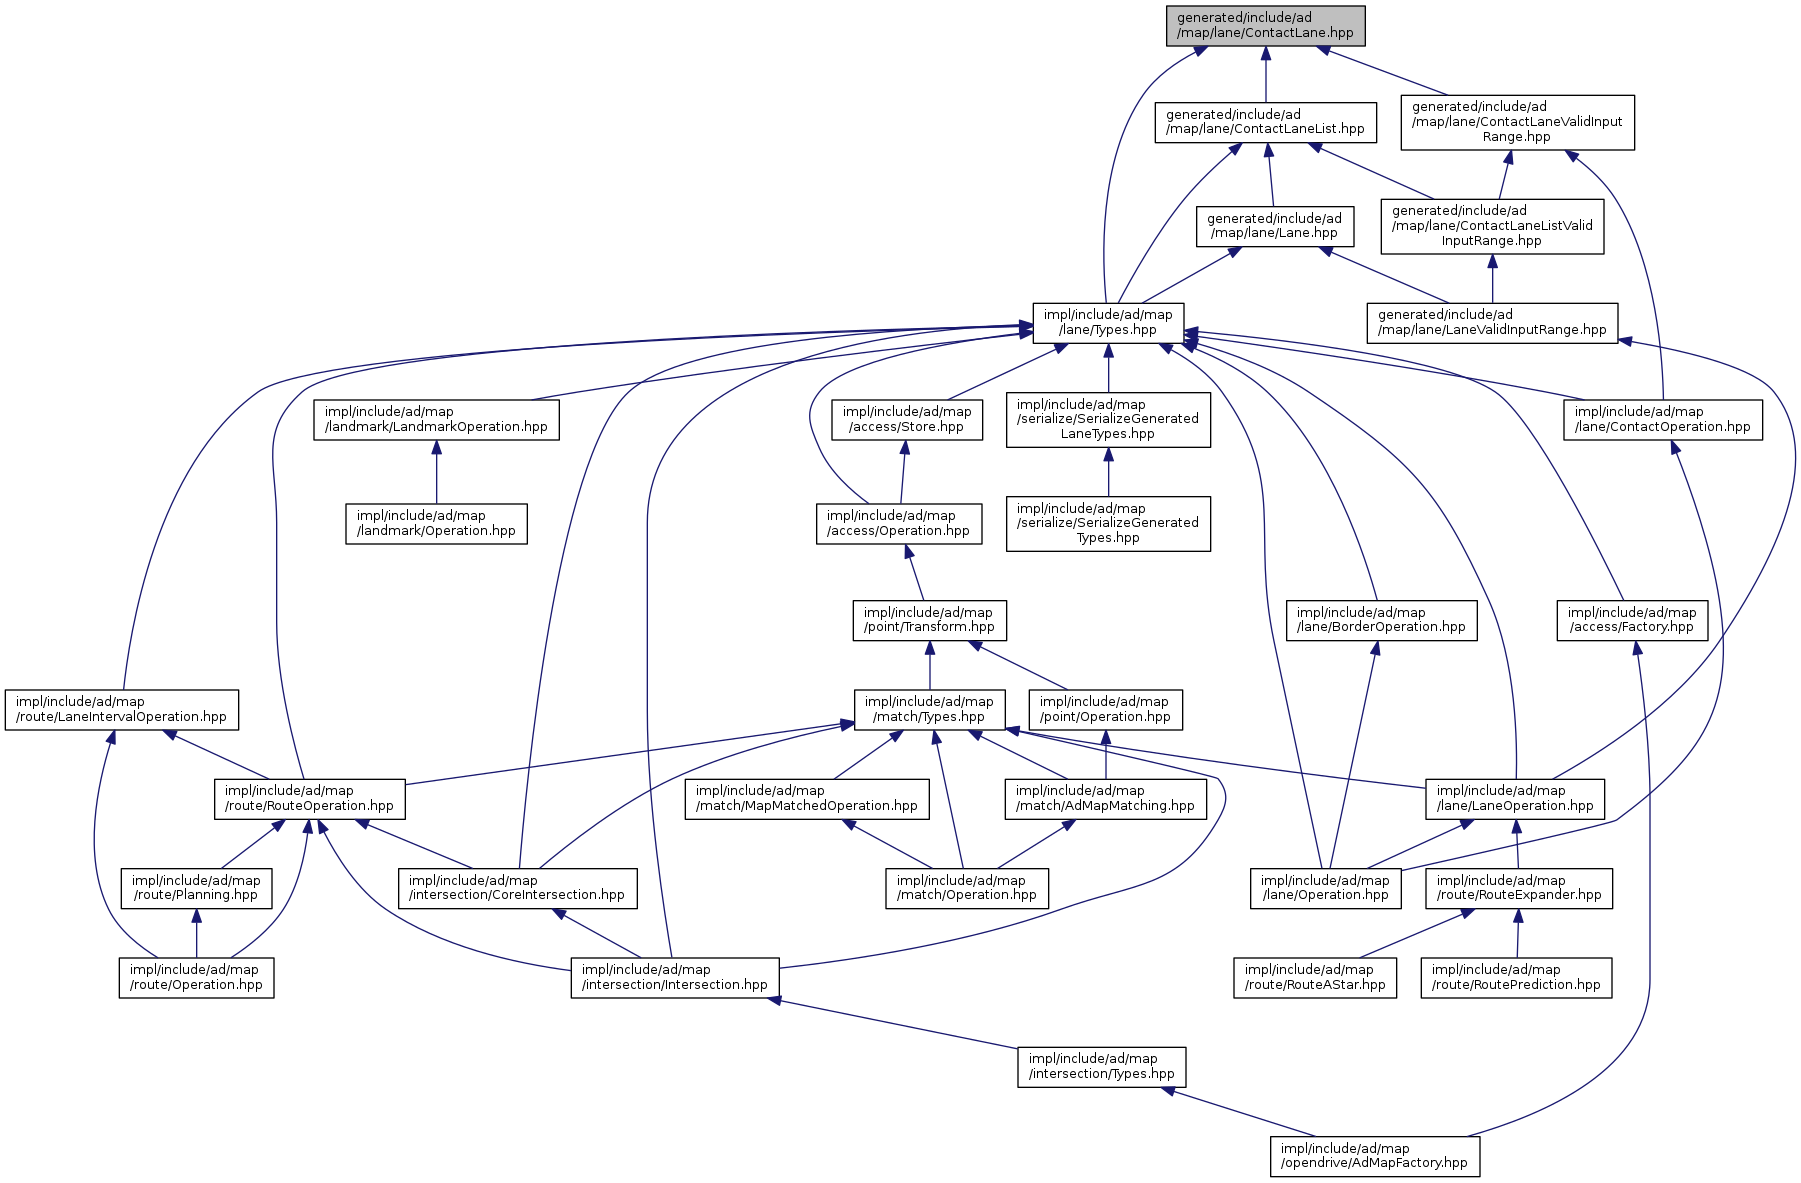 generated/include/ad
/map/lane/ContactLane.hpp
generated/include/ad
/map/lane/ContactLaneList.hpp
generated/include/ad
/map/lane/ContactLaneValidInput
Range.hpp
generated/include/ad
/map/lane/Lane.hpp
generated/include/ad
/map/lane/ContactLaneListValid
InputRange.hpp
impl/include/ad/map
/lane/Types.hpp
generated/include/ad
/map/lane/LaneValidInputRange.hpp
impl/include/ad/map
/landmark/LandmarkOperation.hpp
impl/include/ad/map
/access/Store.hpp
impl/include/ad/map
/serialize/SerializeGenerated
LaneTypes.hpp
impl/include/ad/map
/lane/ContactOperation.hpp
impl/include/ad/map
/landmark/Operation.hpp
impl/include/ad/map
/access/Operation.hpp
impl/include/ad/map
/serialize/SerializeGenerated
Types.hpp
impl/include/ad/map
/point/Transform.hpp
impl/include/ad/map
/lane/BorderOperation.hpp
impl/include/ad/map
/access/Factory.hpp
impl/include/ad/map
/route/LaneIntervalOperation.hpp
impl/include/ad/map
/match/Types.hpp
impl/include/ad/map
/point/Operation.hpp
impl/include/ad/map
/route/RouteOperation.hpp
impl/include/ad/map
/match/MapMatchedOperation.hpp
impl/include/ad/map
/match/AdMapMatching.hpp
impl/include/ad/map
/lane/LaneOperation.hpp
impl/include/ad/map
/route/Planning.hpp
impl/include/ad/map
/intersection/CoreIntersection.hpp
impl/include/ad/map
/match/Operation.hpp
impl/include/ad/map
/lane/Operation.hpp
impl/include/ad/map
/route/RouteExpander.hpp
impl/include/ad/map
/route/Operation.hpp
impl/include/ad/map
/intersection/Intersection.hpp
impl/include/ad/map
/route/RouteAStar.hpp
impl/include/ad/map
/route/RoutePrediction.hpp
impl/include/ad/map
/intersection/Types.hpp
impl/include/ad/map
/opendrive/AdMapFactory.hpp